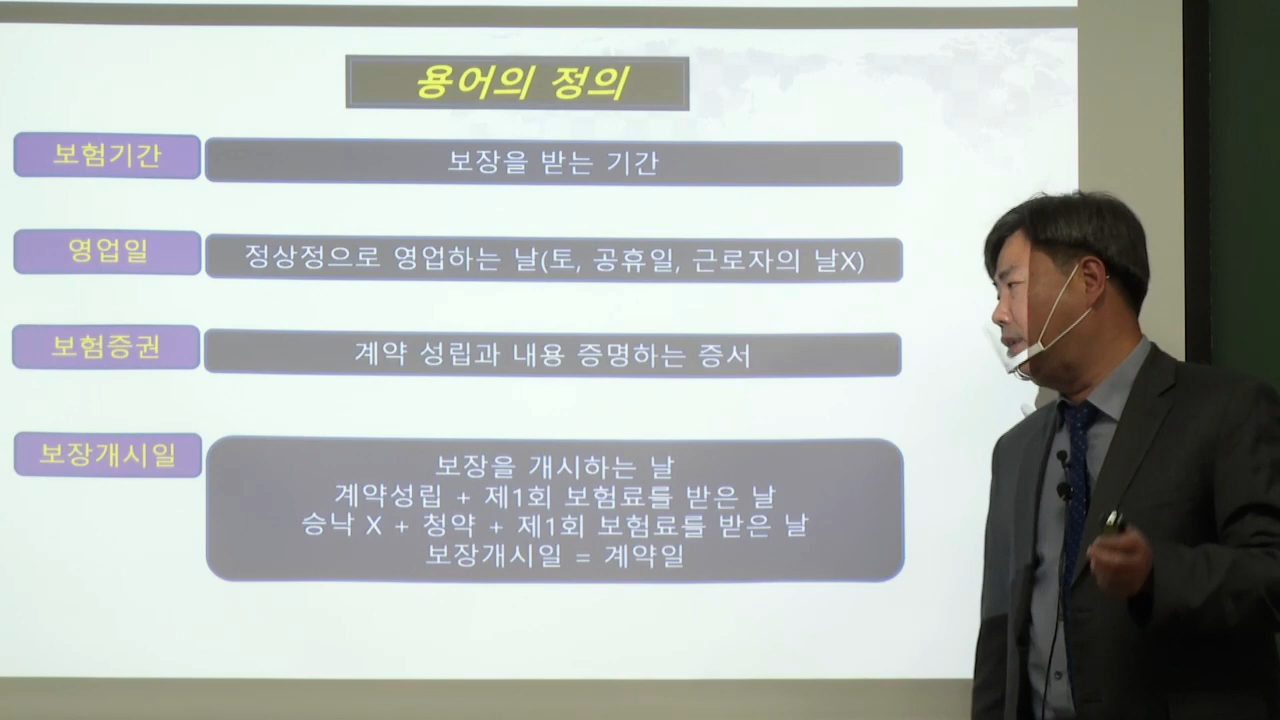 용어의 정의
보험기간
보장을 받는 기간
영업일
정상정으로 영업하는 날(토, 공휴일, 근로자의 날X)
보험증권
계약 성립과 내용 증명하는 증서
보장개시일
보장을 개시하는 날
계약성립 + 제1회 보험료를 받은 날
승낙 X + 청약 + 제1회 보험료를 받은 날
보장개시일 = 계약일